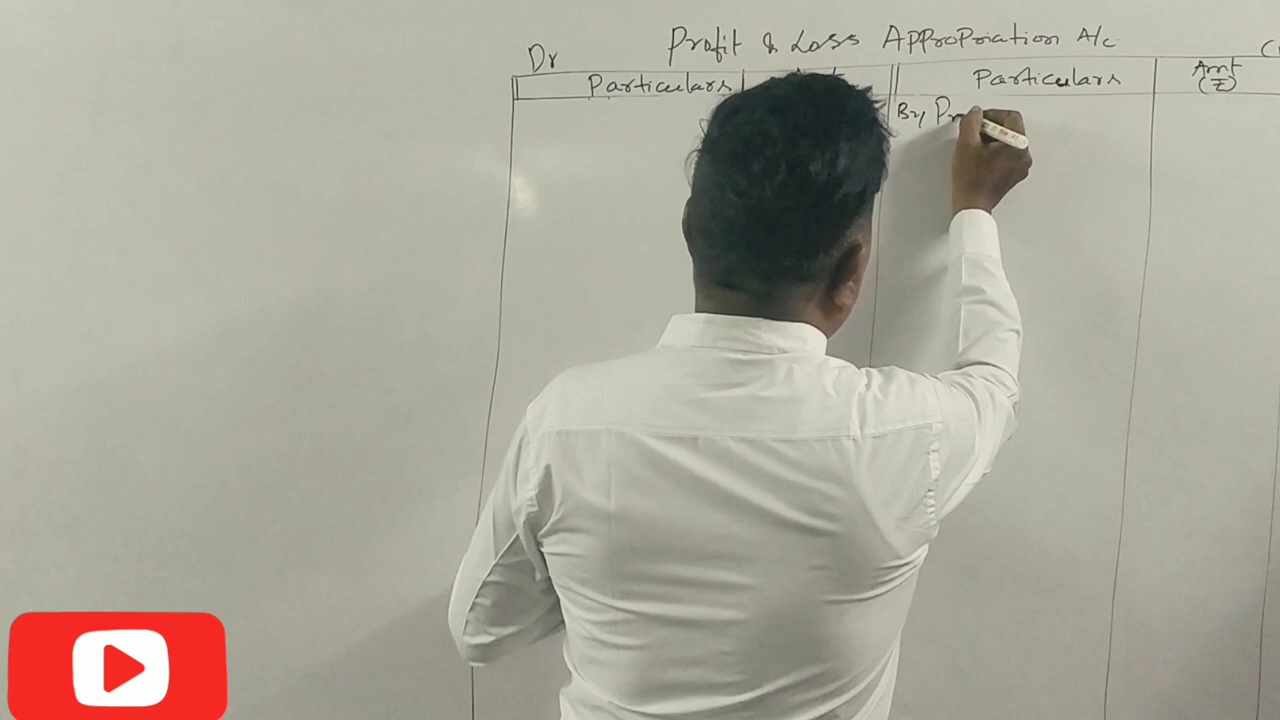 Profit & Loss Appropriation A/c
Dr
Particulars Particulars Amt
(₹)
By